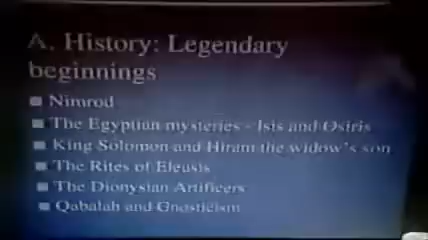 A. History: Legendary
beginnings
Nimrod
The Egyptian mysteries - Isis and Osiris
King Solomon and Hiram the widow's son
The Rites of Eleusis
The Dionysian Artificers
Qabalah and Gnosticism